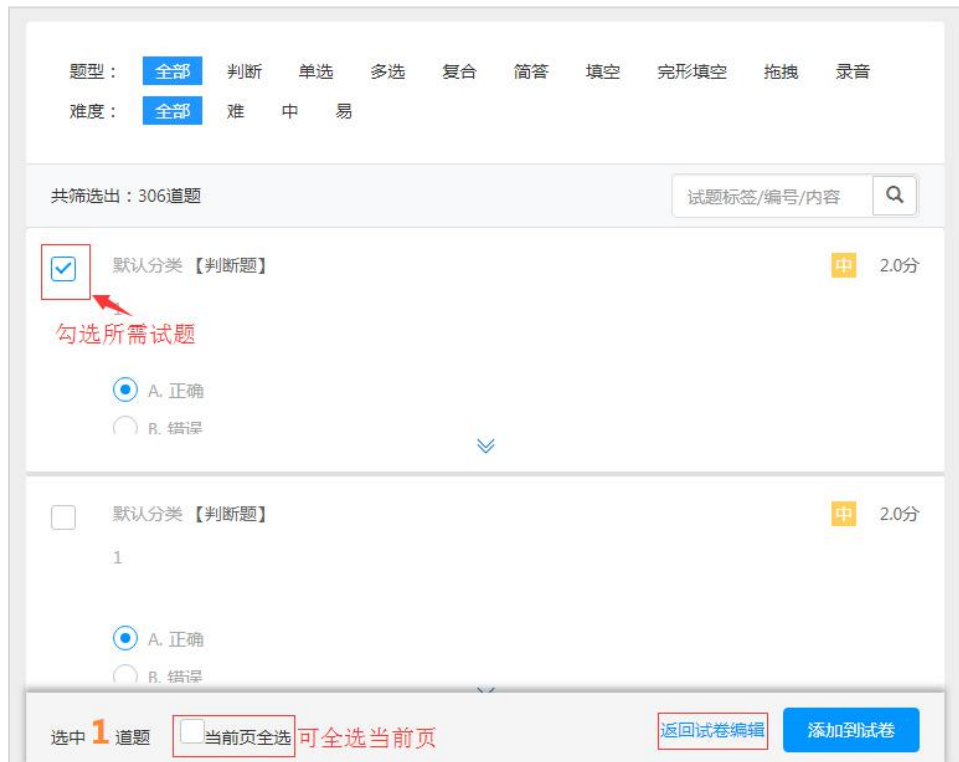 题型： 全部 判断 单选 多选 复合 简答 填空 完形填空 拖拽 录音
难度： 全部 难 中 易
共筛选出：306道题
试题标签/编号/内容
默认分类【判断题】 中 2.0分
1
勾选所需试题
A. 正确
B. 错误
默认分类【判断题】 中 2.0分
1
A. 正确
B. 错误
选中 1 道题 当前页全选 可全选当前页 返回试卷编辑 添加到试卷